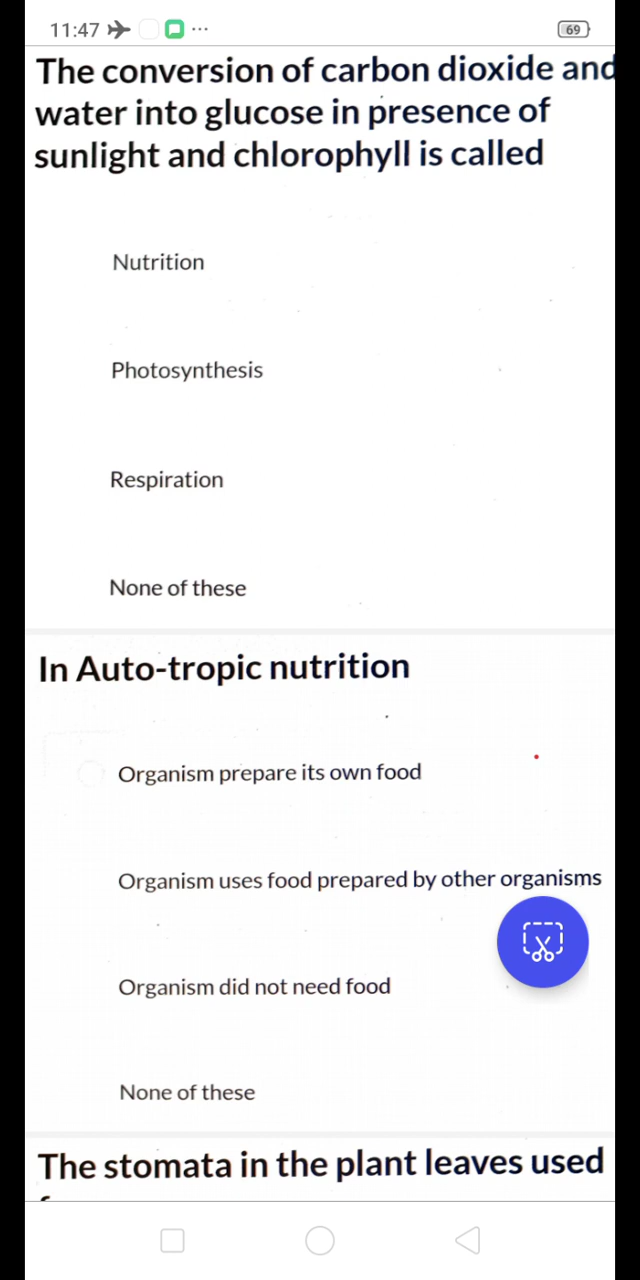 11:47 ...
69
The conversion of carbon dioxide and
water into glucose in presence of
sunlight and chlorophyll is called
Nutrition
Photosynthesis
Respiration
None of these
In Auto-tropic nutrition
Organism prepare its own food
Organism uses food prepared by other organisms
Organism did not need food
None of these
The stomata in the plant leaves used